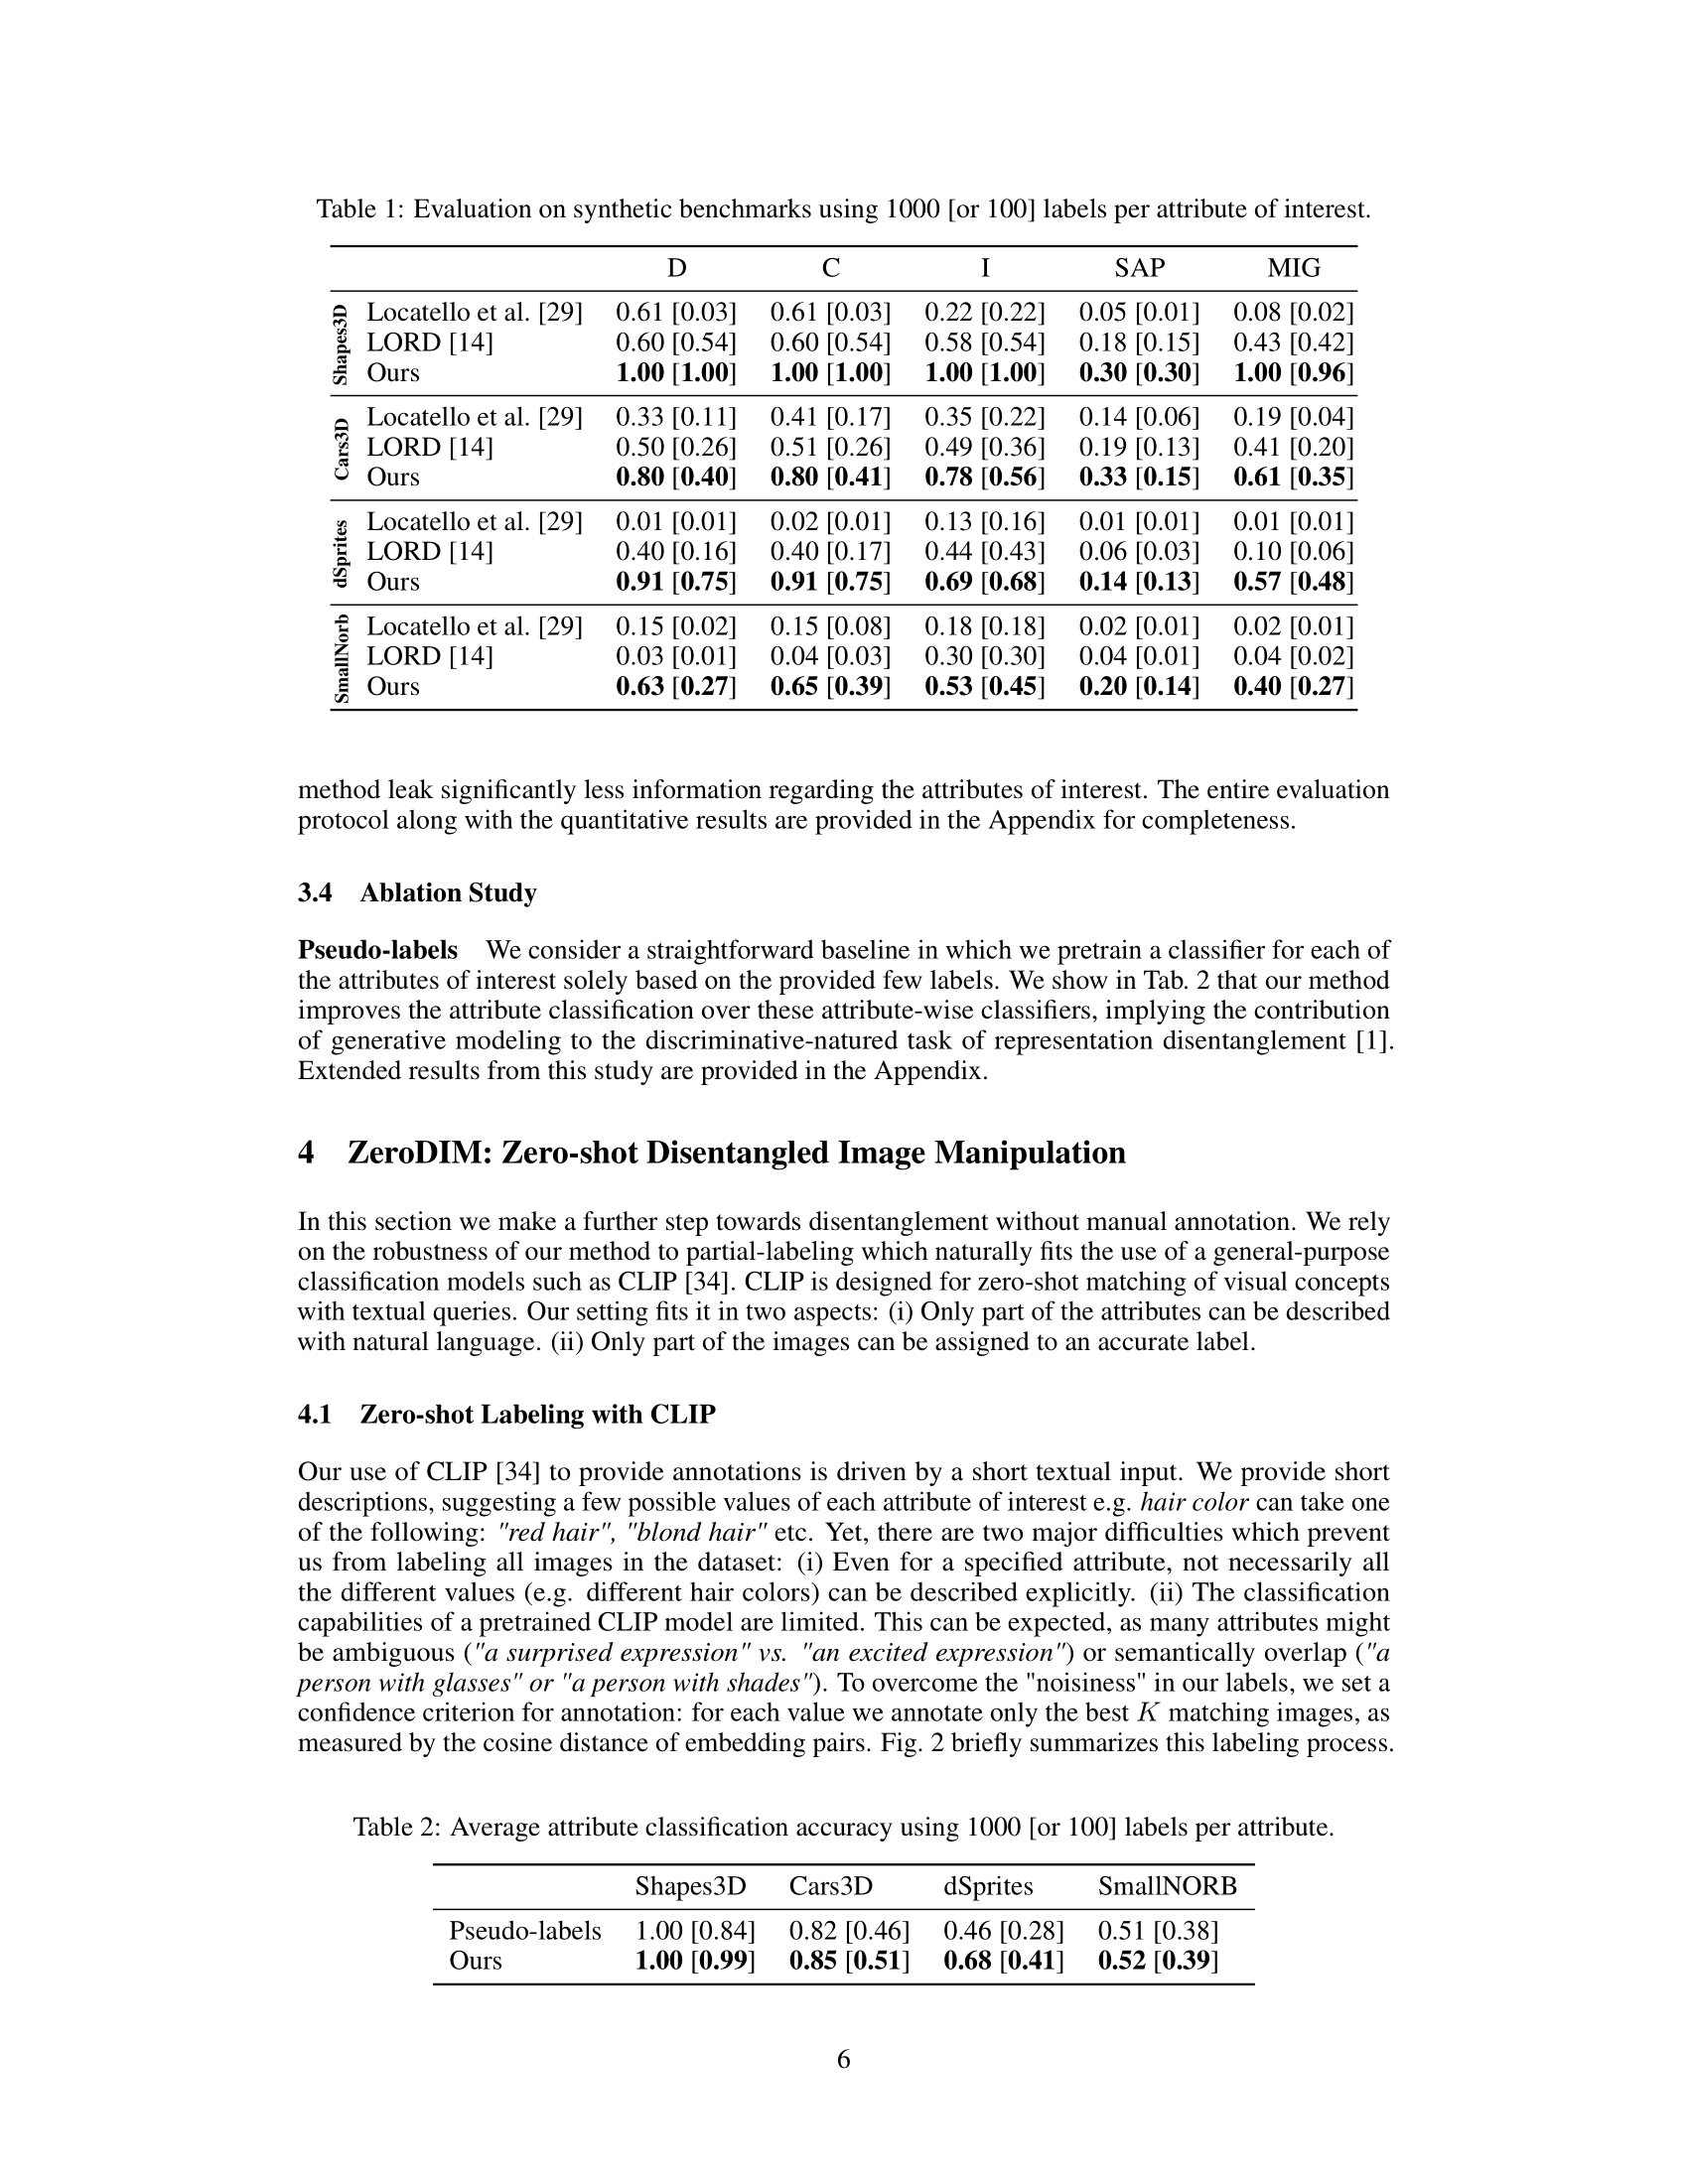 Table 1: Evaluation on synthetic benchmarks using 1000 [or 100] labels per attribute of interest.
D C I SAP MIG
Shapes3D
Locatello et al. [29] 0.61 [0.03] 0.61 [0.03] 0.22 [0.22] 0.05 [0.01] 0.08 [0.02]
LORD [14] 0.60 [0.54] 0.60 [0.54] 0.58 [0.54] 0.18 [0.15] 0.43 [0.42]
Ours 1.00 [1.00] 1.00 [1.00] 1.00 [1.00] 0.30 [0.30] 1.00 [0.96]
Cars3D
Locatello et al. [29] 0.33 [0.11] 0.41 [0.17] 0.35 [0.22] 0.14 [0.06] 0.19 [0.04]
LORD [14] 0.50 [0.26] 0.51 [0.26] 0.49 [0.36] 0.19 [0.13] 0.41 [0.20]
Ours 0.80 [0.40] 0.80 [0.41] 0.78 [0.56] 0.33 [0.15] 0.61 [0.35]
dSprites
Locatello et al. [29] 0.01 [0.01] 0.02 [0.01] 0.13 [0.16] 0.01 [0.01] 0.01 [0.01]
LORD [14] 0.40 [0.16] 0.40 [0.17] 0.44 [0.43] 0.06 [0.03] 0.10 [0.06]
Ours 0.91 [0.75] 0.91 [0.75] 0.69 [0.68] 0.14 [0.13] 0.57 [0.48]
SmallNorb
Locatello et al. [29] 0.15 [0.02] 0.15 [0.08] 0.18 [0.18] 0.02 [0.01] 0.02 [0.01]
LORD [14] 0.03 [0.01] 0.04 [0.03] 0.30 [0.30] 0.04 [0.01] 0.04 [0.02]
Ours 0.63 [0.27] 0.65 [0.39] 0.53 [0.45] 0.20 [0.14] 0.40 [0.27]
method leak significantly less information regarding the attributes of interest. The entire evaluation
protocol along with the quantitative results are provided in the Appendix for completeness.
3.4 Ablation Study
Pseudo-labels We consider a straightforward baseline in which we pretrain a classifier for each of
the attributes of interest solely based on the provided few labels. We show in Tab. 2 that our method
improves the attribute classification over these attribute-wise classifiers, implying the contribution
of generative modeling to the discriminative-natured task of representation disentanglement [1].
Extended results from this study are provided in the Appendix.
4 ZeroDIM: Zero-shot Disentangled Image Manipulation
In this section we make a further step towards disentanglement without manual annotation. We rely
on the robustness of our method to partial-labeling which naturally fits the use of a general-purpose
classification models such as CLIP [34]. CLIP is designed for zero-shot matching of visual concepts
with textual queries. Our setting fits it in two aspects: (i) Only part of the attributes can be described
with natural language. (ii) Only part of the images can be assigned to an accurate label.
4.1 Zero-shot Labeling with CLIP
Our use of CLIP [34] to provide annotations is driven by a short textual input. We provide short
descriptions, suggesting a few possible values of each attribute of interest e.g. hair color can take one
of the following: "red hair", "blond hair" etc. Yet, there are two major difficulties which prevent
us from labeling all images in the dataset: (i) Even for a specified attribute, not necessarily all
the different values (e.g. different hair colors) can be described explicitly. (ii) The classification
capabilities of a pretrained CLIP model are limited. This can be expected, as many attributes might
be ambiguous ("a surprised expression" vs. "an excited expression") or semantically overlap ("a
person with glasses" or "a person with shades"). To overcome the "noisiness" in our labels, we set a
confidence criterion for annotation: for each value we annotate only the best K matching images, as
measured by the cosine distance of embedding pairs. Fig. 2 briefly summarizes this labeling process.
Table 2: Average attribute classification accuracy using 1000 [or 100] labels per attribute.
Shapes3D Cars3D dSprites SmallNORB
Pseudo-labels 1.00 [0.84] 0.82 [0.46] 0.46 [0.28] 0.51 [0.38]
Ours 1.00 [0.99] 0.85 [0.51] 0.68 [0.41] 0.52 [0.39]
6